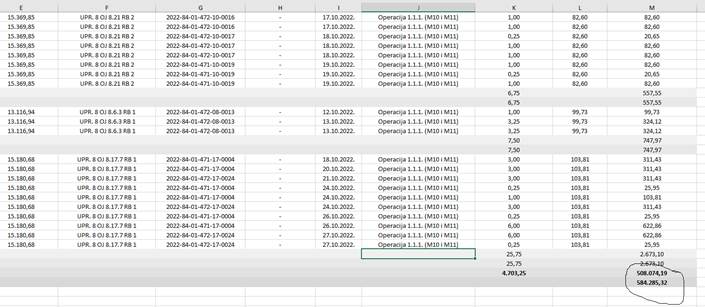 E F G H I J K L M
15.369,85 UPR. 8 OJ 8.21 RB 2 2022-84-01-472-10-0016 - 17.10.2022. Operacija 1.1.1. (M10 i M11) 1,00 82,60 82,60
15.369,85 UPR. 8 OJ 8.21 RB 2 2022-84-01-472-10-0016 - 17.10.2022. Operacija 1.1.1. (M10 i M11) 1,00 82,60 82,60
15.369,85 UPR. 8 OJ 8.21 RB 2 2022-84-01-472-10-0017 - 18.10.2022. Operacija 1.1.1. (M10 i M11) 0,25 82,60 20,65
15.369,85 UPR. 8 OJ 8.21 RB 2 2022-84-01-472-10-0017 - 18.10.2022. Operacija 1.1.1. (M10 i M11) 1,00 82,60 82,60
15.369,85 UPR. 8 OJ 8.21 RB 2 2022-84-01-472-10-0017 - 18.10.2022. Operacija 1.1.1. (M10 i M11) 1,00 82,60 82,60
15.369,85 UPR. 8 OJ 8.21 RB 2 2022-84-01-471-10-0019 - 19.10.2022. Operacija 1.1.1. (M10 i M11) 1,00 82,60 82,60
15.369,85 UPR. 8 OJ 8.21 RB 2 2022-84-01-472-10-0019 - 19.10.2022. Operacija 1.1.1. (M10 i M11) 0,25 82,60 20,65
15.369,85 UPR. 8 OJ 8.21 RB 2 2022-84-01-472-10-0019 - 19.10.2022. Operacija 1.1.1. (M10 i M11) 1,00 82,60 82,60
6,75 557,55
6,75 557,55
13.116,94 UPR. 8 OJ 8.6.3 RB 1 2022-84-01-472-08-0013 - 12.10.2022. Operacija 1.1.1. (M10 i M11) 1,00 99,73 99,73
13.116,94 UPR. 8 OJ 8.6.3 RB 1 2022-84-01-472-08-0013 - 13.10.2022. Operacija 1.1.1. (M10 i M11) 3,25 99,73 324,12
13.116,94 UPR. 8 OJ 8.6.3 RB 1 2022-84-01-472-08-0013 - 13.10.2022. Operacija 1.1.1. (M10 i M11) 3,25 99,73 324,12
7,50 747,97
7,50 747,97
15.180,68 UPR. 8 OJ 8.17.7 RB 1 2022-84-01-471-17-0004 - 18.10.2022. Operacija 1.1.1. (M10 i M11) 3,00 103,81 311,43
15.180,68 UPR. 8 OJ 8.17.7 RB 1 2022-84-01-471-17-0004 - 20.10.2022. Operacija 1.1.1. (M10 i M11) 3,00 103,81 311,43
15.180,68 UPR. 8 OJ 8.17.7 RB 1 2022-84-01-471-17-0024 - 21.10.2022. Operacija 1.1.1. (M10 i M11) 3,00 103,81 311,43
15.180,68 UPR. 8 OJ 8.17.7 RB 1 2022-84-01-471-17-0004 - 24.10.2022. Operacija 1.1.1. (M10 i M11) 0,25 103,81 25,95
15.180,68 UPR. 8 OJ 8.17.7 RB 1 2022-84-01-471-17-0004 - 24.10.2022. Operacija 1.1.1. (M10 i M11) 1,00 103,81 103,81
15.180,68 UPR. 8 OJ 8.17.7 RB 1 2022-84-01-471-17-0004 - 24.10.2022. Operacija 1.1.1. (M10 i M11) 3,00 103,81 311,43
15.180,68 UPR. 8 OJ 8.17.7 RB 1 2022-84-01-471-17-0004 - 26.10.2022. Operacija 1.1.1. (M10 i M11) 0,25 103,81 25,95
15.180,68 UPR. 8 OJ 8.17.7 RB 1 2022-84-01-471-17-0004 - 26.10.2022. Operacija 1.1.1. (M10 i M11) 6,00 103,81 622,86
15.180,68 UPR. 8 OJ 8.17.7 RB 1 2022-84-01-471-17-0024 - 27.10.2022. Operacija 1.1.1. (M10 i M11) 6,00 103,81 622,86
15.180,68 UPR. 8 OJ 8.17.7 RB 1 2022-84-01-471-17-0024 - 27.10.2022. Operacija 1.1.1. (M10 i M11) 0,25 103,81 25,95
25,75 2.673,10
25,75 2.673,10
4.703,25 508.074,19
584.285,32